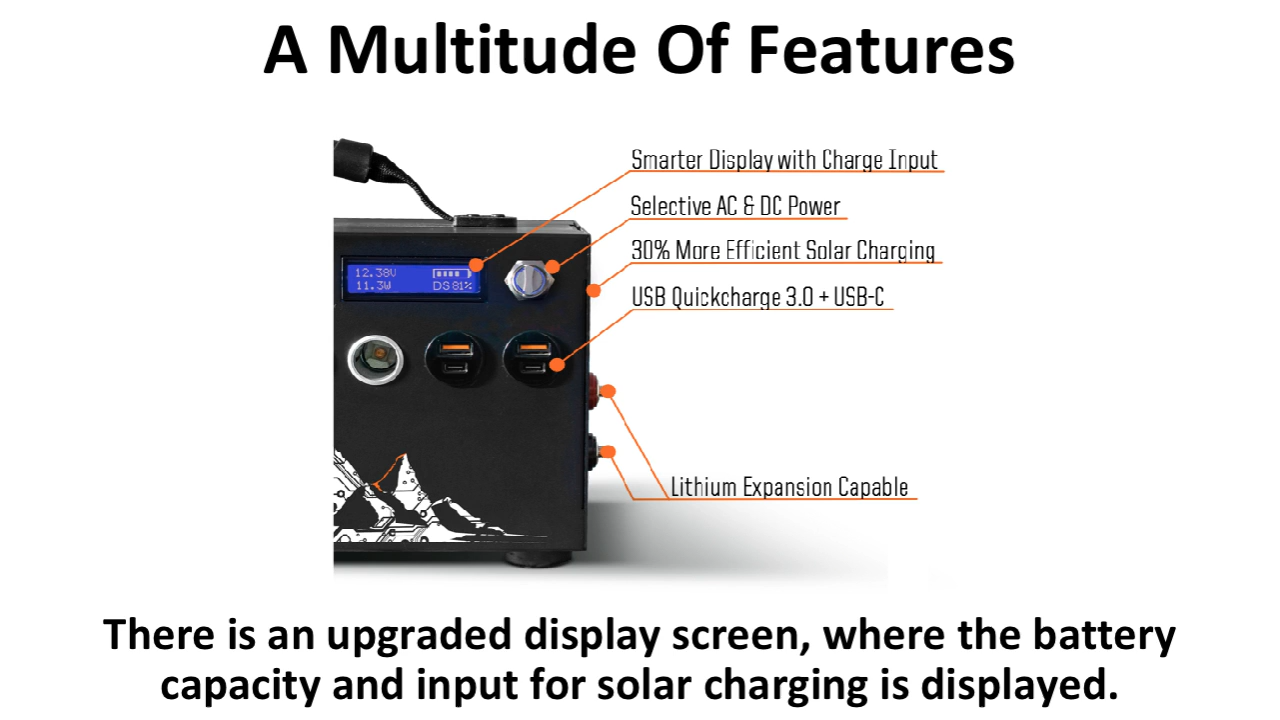 A Multitude Of Features
Smarter Display with Charge Input
Selective AC & DC Power
30% More Efficient Solar Charging
12.38V
11.3W DS 81%
USB Quickcharge 3.0 + USB-C
Lithium Expansion Capable
There is an upgraded display screen, where the battery
capacity and input for solar charging is displayed.